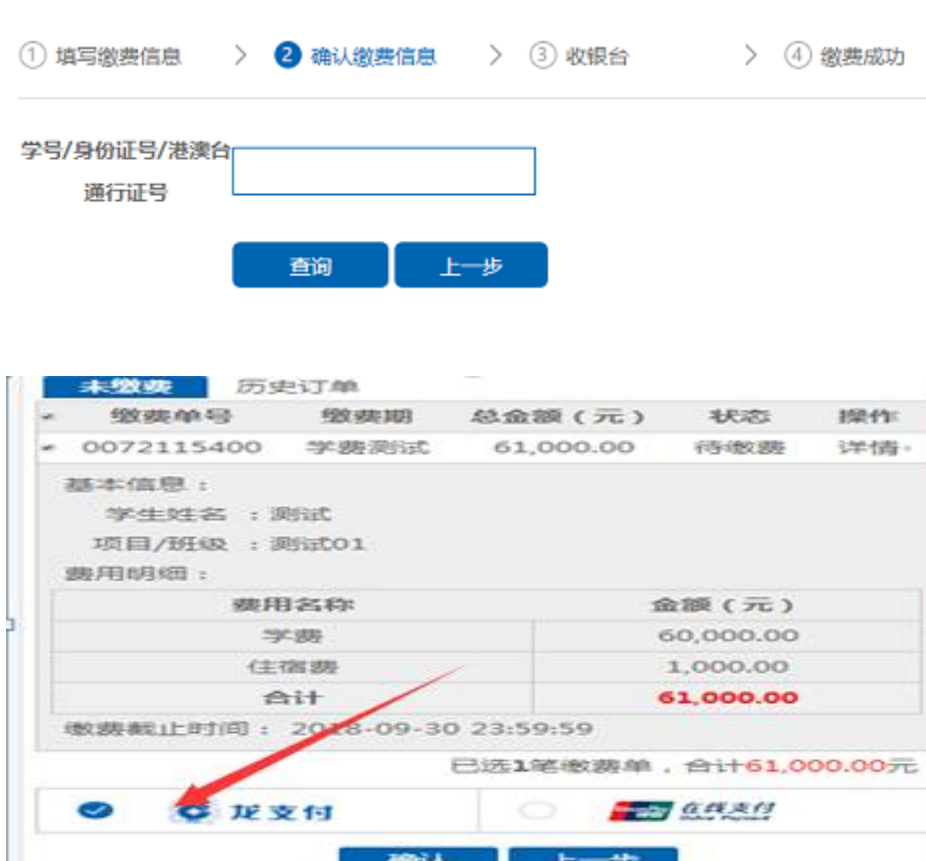 ① 填写缴费信息 > ② 确认缴费信息 > ③ 收银台 > ④ 缴费成功
学号/身份证号/港澳台
通行证号
查询 上一步
未缴费 历史订单
缴费单号 缴费期 总金额(元) 状态 操作
0072115400 学费测试 61,000.00 待缴费 详情
基本信息:
学生姓名 :测试
项目/班级 :测试01
费用明细:
费用名称 金额(元)
学费 60,000.00
住宿费 1,000.00
合计 61,000.00
缴费截止时间: 2018-09-30 23:59:59
已选1笔缴费单,合计61,000.00元
龙支付 在线支付
确认 上一步